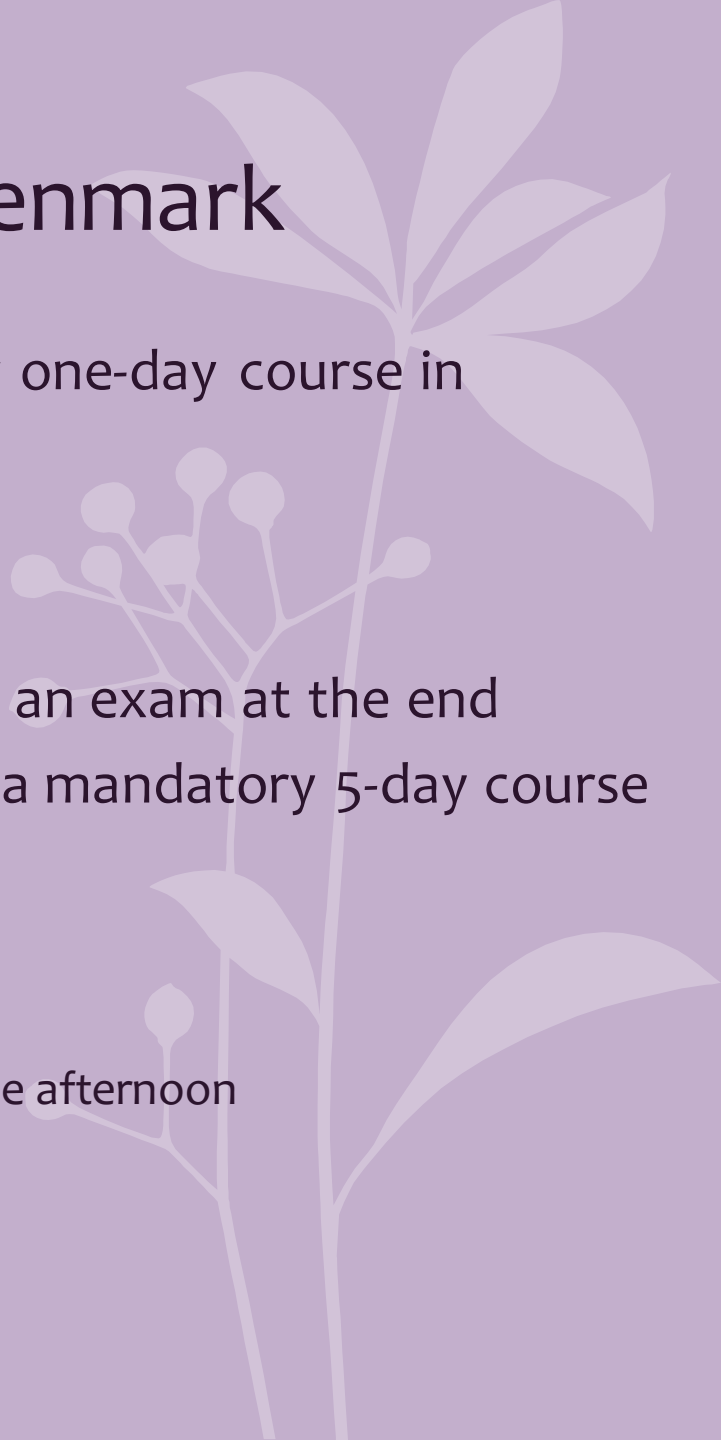 enmark
one-day course in
an exam at the end
a mandatory 5-day course
e afternoon